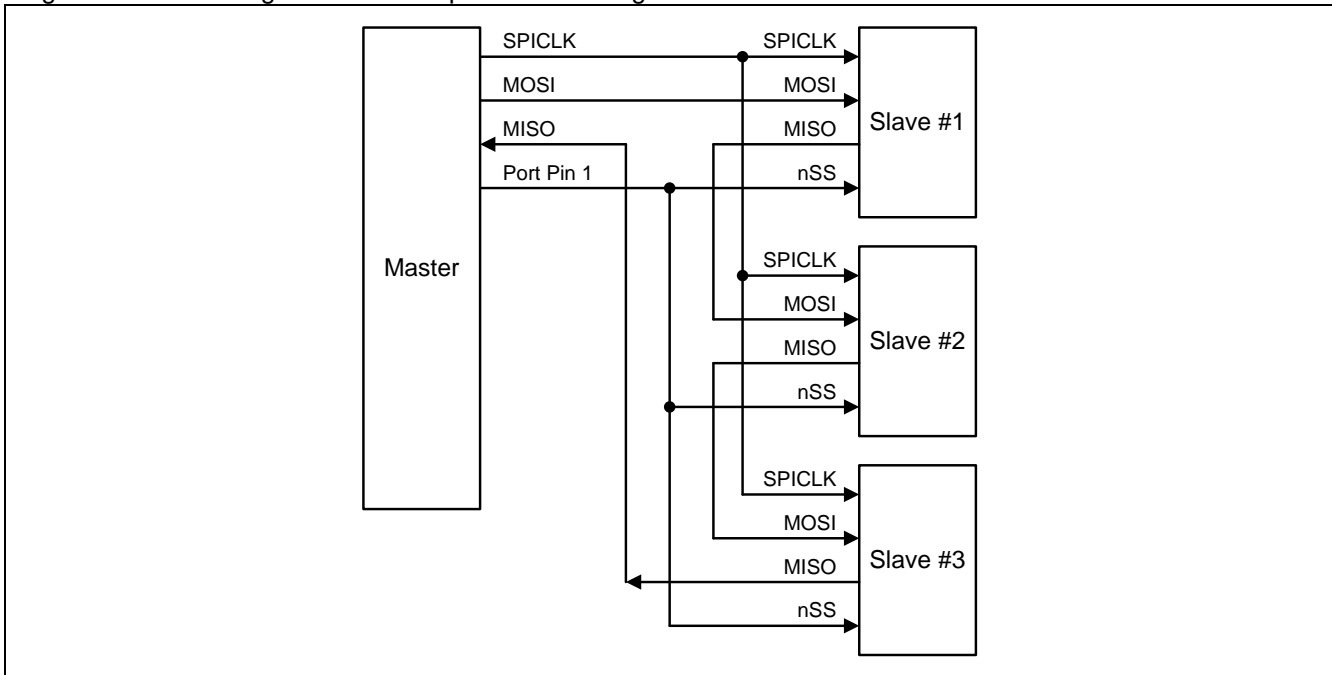 SPICLK SPICLK
MOSI MOSI
MISO MISO
Slave #1
Port Pin 1 nSS
Master
SPICLK
MOSI
MISO
Slave #2
nSS
SPICLK
MOSI
MISO
Slave #3
nSS